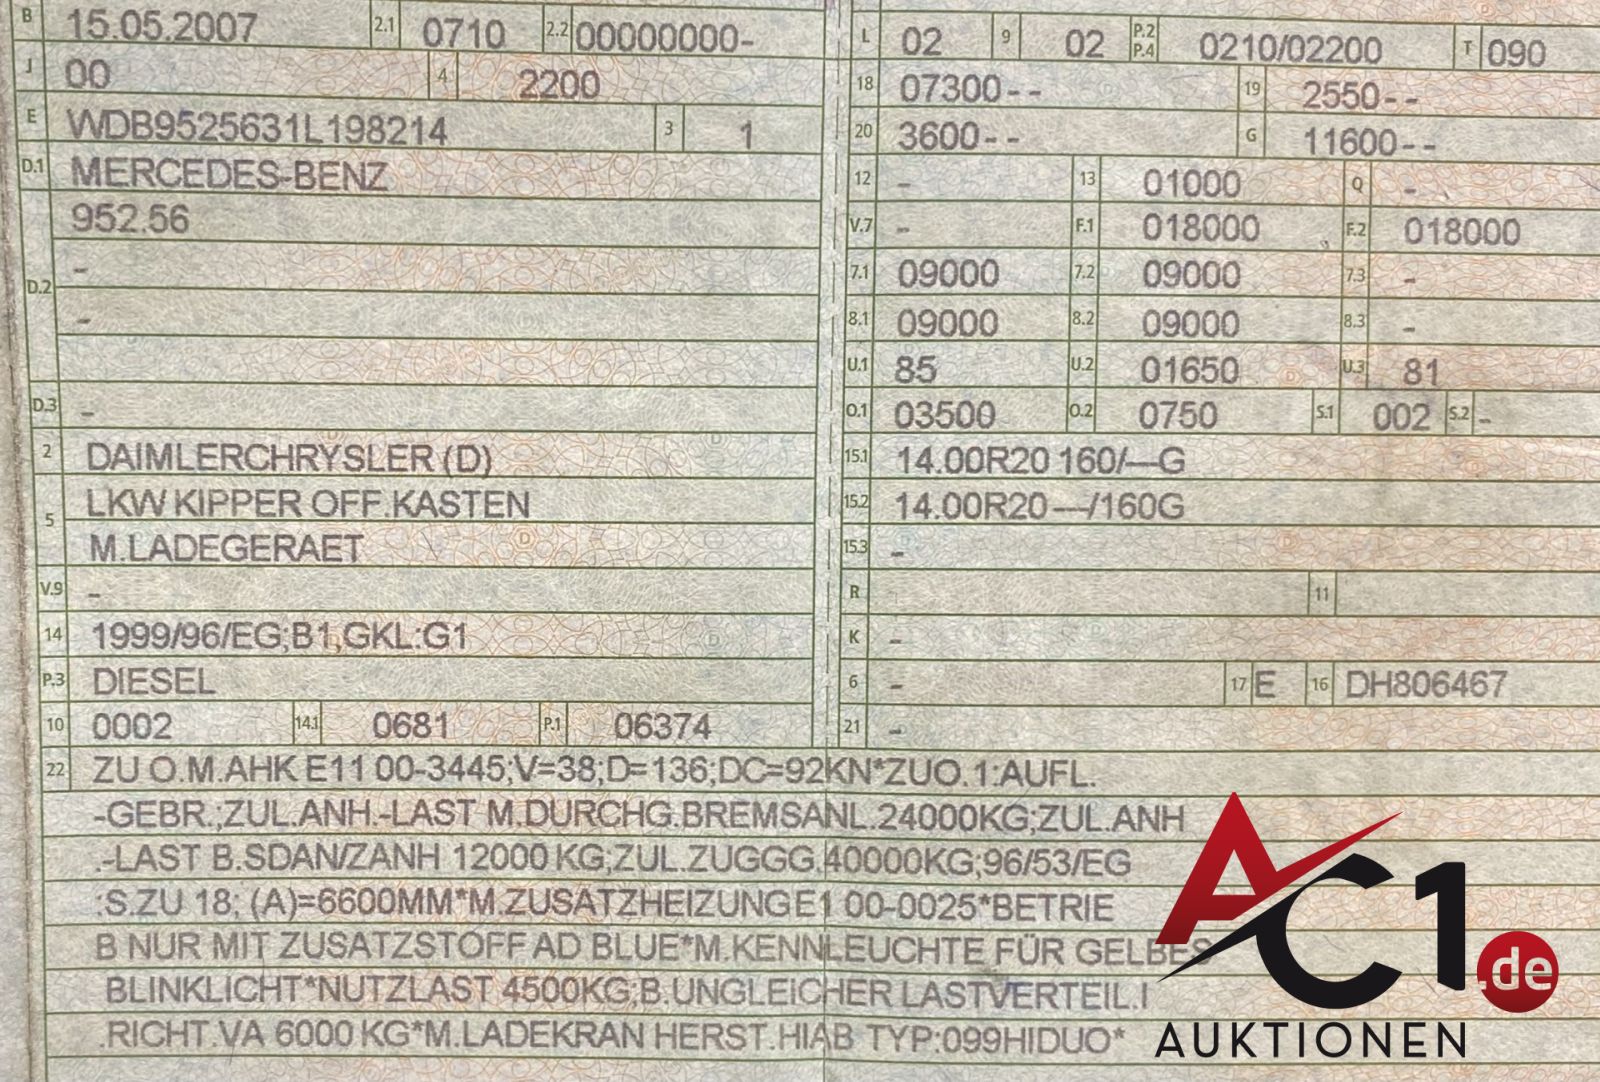 B 15.05.2007 2.1 0710 2.2 00000000-
J 00 4 2200
E WDB9525631L198214 3 1
D.1 MERCEDES-BENZ
952.56
D.2 -
-
D.3 -
2 DAIMLERCHRYSLER (D)
5 LKW KIPPER OFF.KASTEN
M.LADEGERAET
V.9 -
14 1999/96/EG;B1,GKL:G1
P.3 DIESEL
10 0002 14.1 0681 P.1 06374
L 02 9 02 P.2 P.4 0210/02200 T 090
18 07300-- 19 2550--
20 3600-- G 11600--
12 - 13 01000 Q -
V.7 - F.1 018000 F.2 018000
7.1 09000 7.2 09000 7.3 -
8.1 09000 8.2 09000 8.3 -
U.1 85 U.2 01650 U.3 81
O.1 03500 O.2 0750 S.1 002 S.2 -
15.1 14.00R20 160/---G
15.2 14.00R20 ---/160G
15.3 -
R 11
K -
6 - 17 E 16 DH806467
21 -
22 ZU O.M.AHK E11 00-3445;V=38;D=136;DC=92KN*ZUO.1:AUFL.
-GEBR.;ZUL.ANH.-LAST M.DURCHG.BREMSANL.24000KG;ZUL.ANH
.-LAST B.SDAN/ZANH 12000 KG;ZUL.ZUGGG.40000KG;96/53/EG
:S.ZU 18; (A)=6600MM*M.ZUSATZHEIZUNGE1 00-0025*BETRIE
B NUR MIT ZUSATZSTOFF AD BLUE*M.KENNLEUCHTE FÜR GELBES
BLINKLICHT*NUTZLAST 4500KG;B.UNGLEICHER LASTVERTEIL.I
.RICHT.VA 6000 KG*M.LADEKRAN HERST.HIAB TYP:099HIDUO*
AC1.de
AUKTIONEN